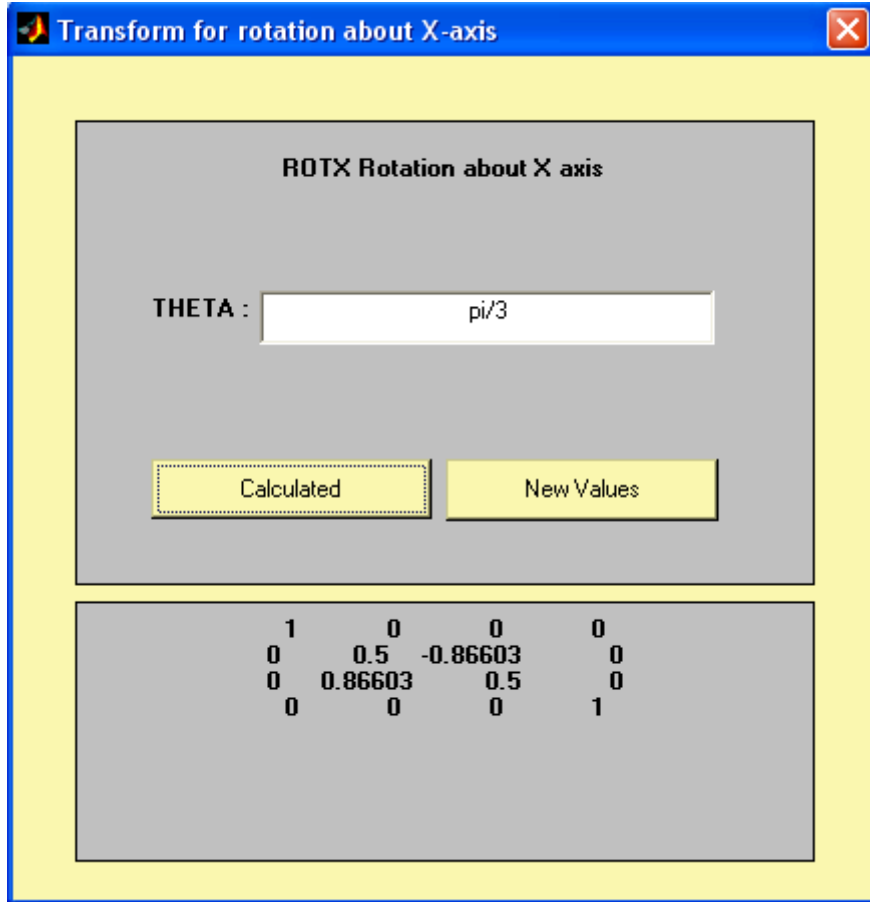 Transform for rotation about X-axis
ROTX Rotation about X axis
THETA : pi/3
Calculated New Values
1 0 0 0
0 0.5 -0.86603 0
0 0.86603 0.5 0
0 0 0 1